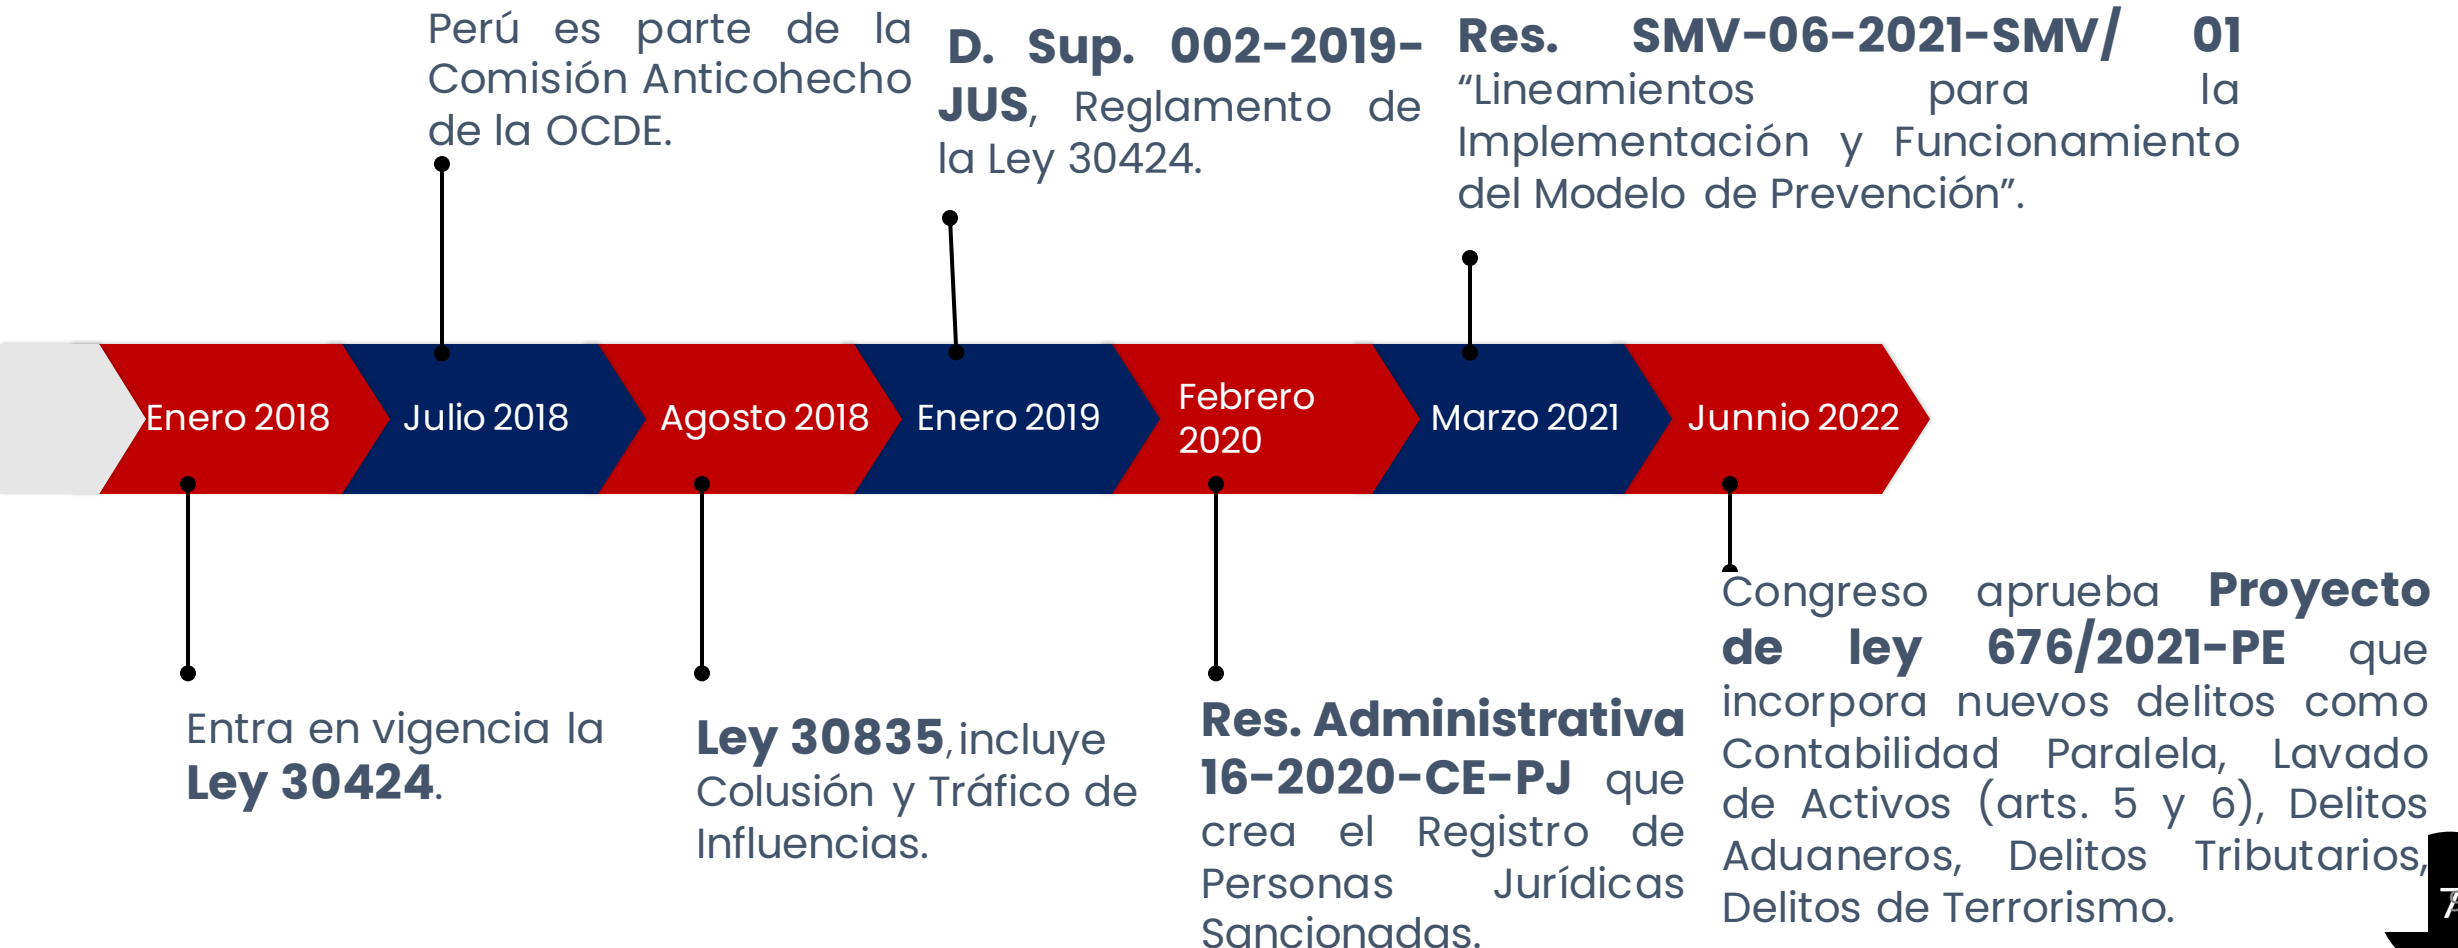 Perú es parte de la
Comisión Anticohecho
de la OCDE.
D. Sup. 002-2019-
JUS, Reglamento de
la Ley 30424.
Res. SMV-06-2021-SMV/ 01
“Lineamientos para la
Implementación y Funcionamiento
del Modelo de Prevención”.
Enero 2018
Julio 2018
Agosto 2018
Enero 2019
Febrero
2020
Marzo 2021
Junnio 2022
Entra en vigencia la
Ley 30424.
Ley 30835, incluye
Colusión y Tráfico de
Influencias.
Res. Administrativa
16-2020-CE-PJ que
crea el Registro de
Personas Jurídicas
Sancionadas.
Congreso aprueba Proyecto
de ley 676/2021-PE que
incorpora nuevos delitos como
Contabilidad Paralela, Lavado
de Activos (arts. 5 y 6), Delitos
Aduaneros, Delitos Tributarios,
Delitos de Terrorismo.